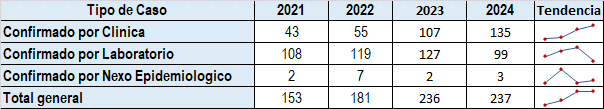 Tipo de Caso 2021 2022 2023 2024 Tendencia
Confirmado por Clinica 43 55 107 135
Confirmado por Laboratorio 108 119 127 99
Confirmado por Nexo Epidemiologico 2 7 2 3
Total general 153 181 236 237